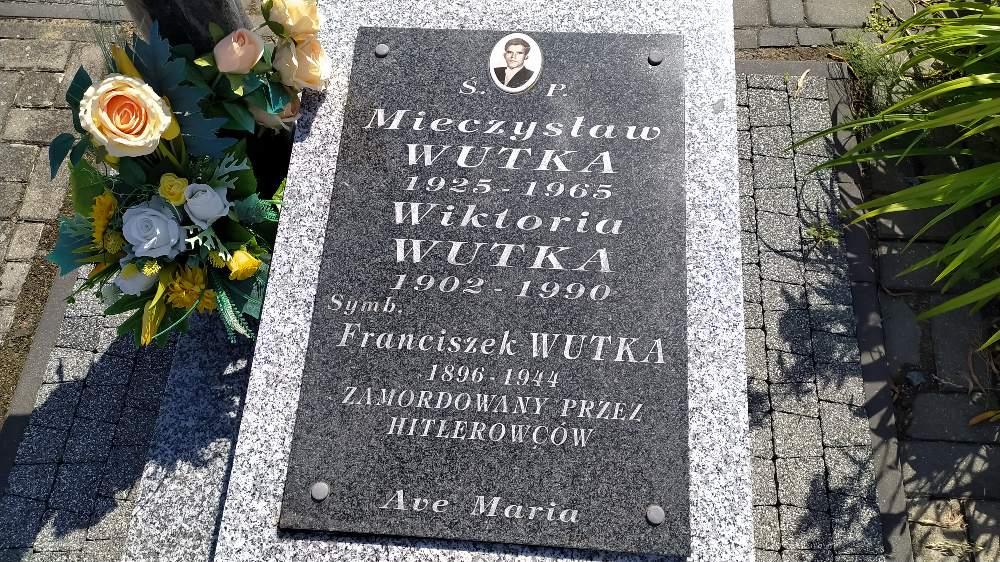 Ś. P.
Mieczysław
WUTKA
1925 - 1965
Wiktoria
WUTKA
1902 - 1990
Symb.
Franciszek WUTKA
1896 - 1944
ZAMORDOWANY PRZEZ
HITLEROWCÓW
Ave Maria